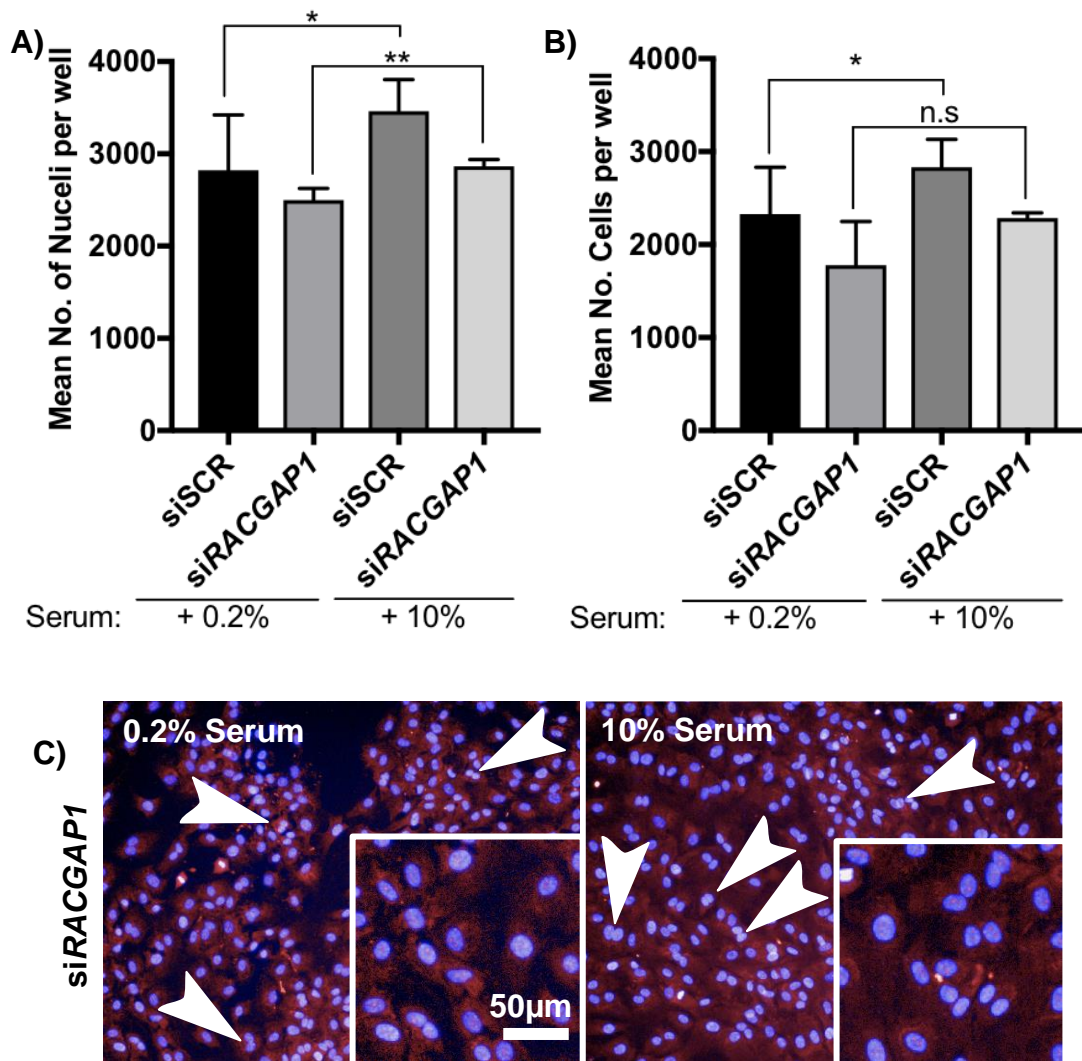 A)
*
**
4000
3000
2000
1000
0
Mean No. of Nuceli per well
siSCR
siRACGAP1
siSCR
siRACGAP1
Serum: + 0.2% + 10%
B)
*
n.s
4000
3000
2000
1000
0
Mean No. Cells per well
siSCR
siRACGAP1
siSCR
siRACGAP1
Serum: + 0.2% + 10%
C)
siRACGAP1
0.2% Serum
10% Serum
50µm